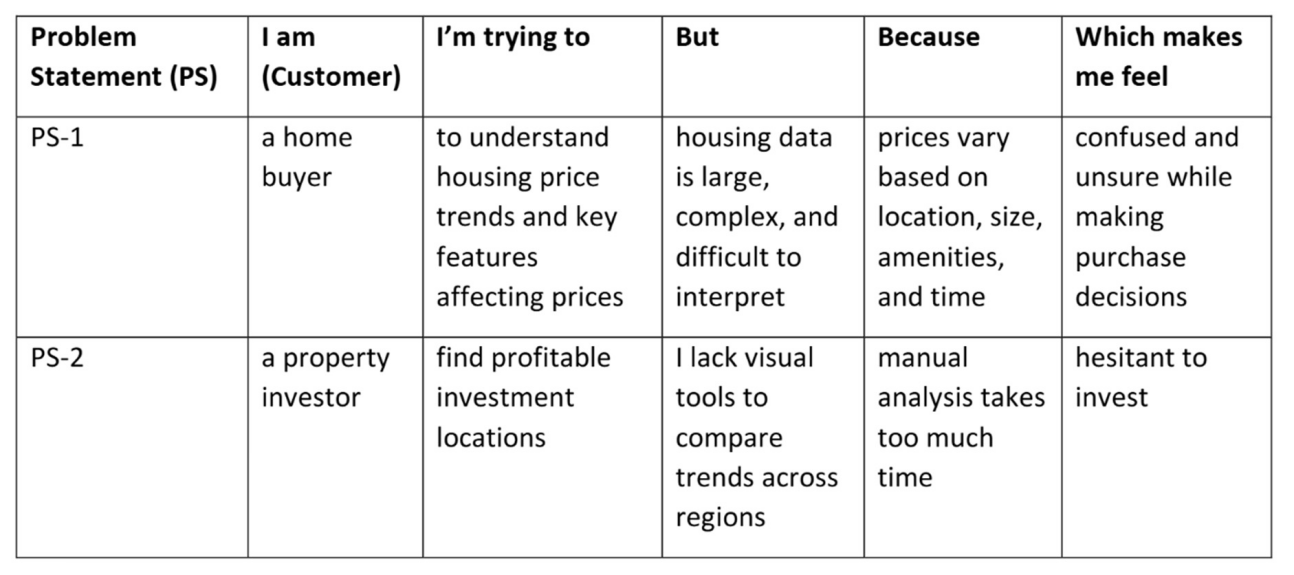 Problem Statement (PS)
I am (Customer)
I’m trying to
But
Because
Which makes me feel
PS-1
a home
buyer
to understand
housing price
trends and key
features
affecting prices
housing data
is large,
complex, and
difficult to
interpret
prices vary
based on
location, size,
amenities,
and time
confused and
unsure while
making
purchase
decisions
PS-2
a property
investor
find profitable
investment
locations
I lack visual
tools to
compare
trends across
regions
manual
analysis takes
too much
time
hesitant to
invest